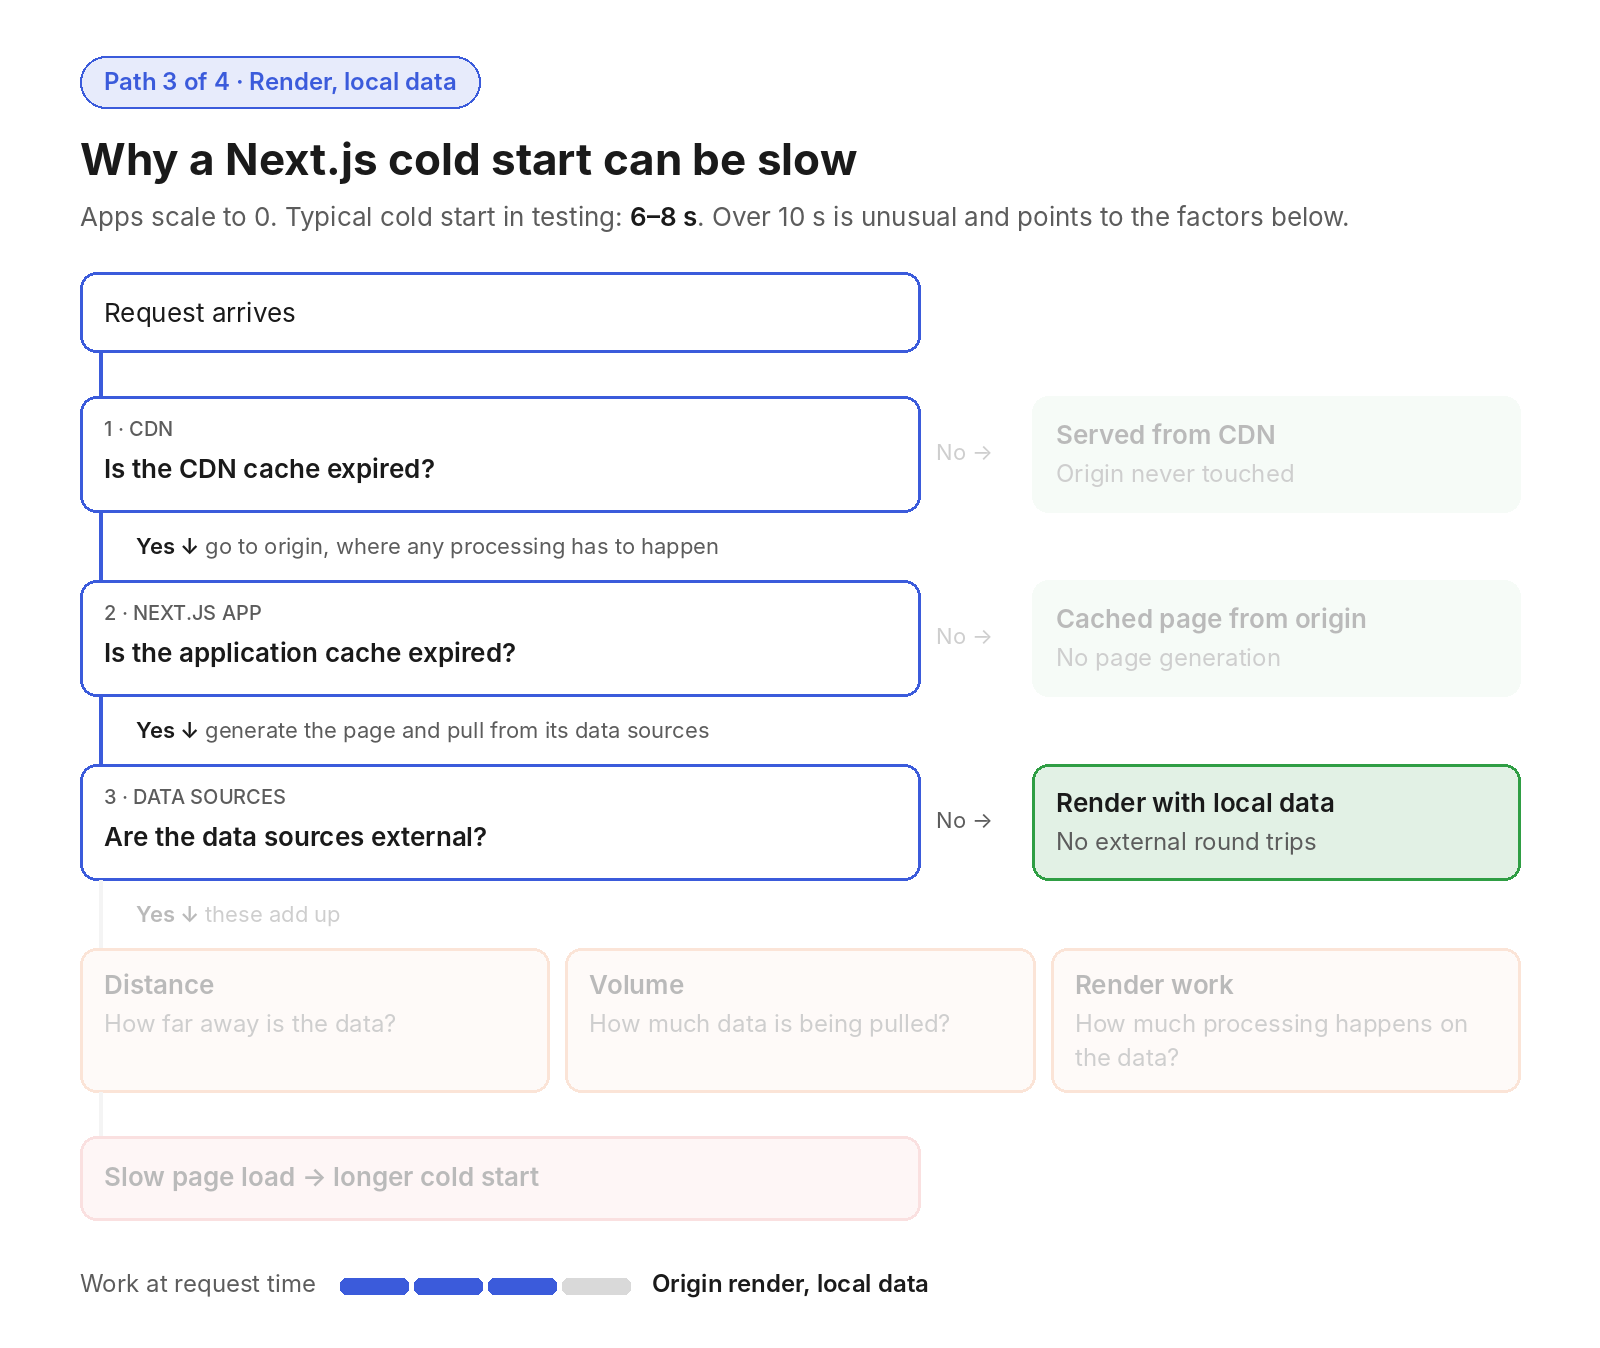 Path 3 of 4 · Render, local data
Why a Next.js cold start can be slow
Apps scale to 0. Typical cold start in testing: 6–8 s. Over 10 s is unusual and points to the factors below.
Request arrives
1 · CDN
Is the CDN cache expired?
No →
Served from CDN
Origin never touched
Yes ↓ go to origin, where any processing has to happen
2 · NEXT.JS APP
Is the application cache expired?
No →
Cached page from origin
No page generation
Yes ↓ generate the page and pull from its data sources
3 · DATA SOURCES
Are the data sources external?
No →
Render with local data
No external round trips
Yes ↓ these add up
Distance
How far away is the data?
Volume
How much data is being pulled?
Render work
How much processing happens on
the data?
Slow page load → longer cold start
Work at request time
Origin render, local data